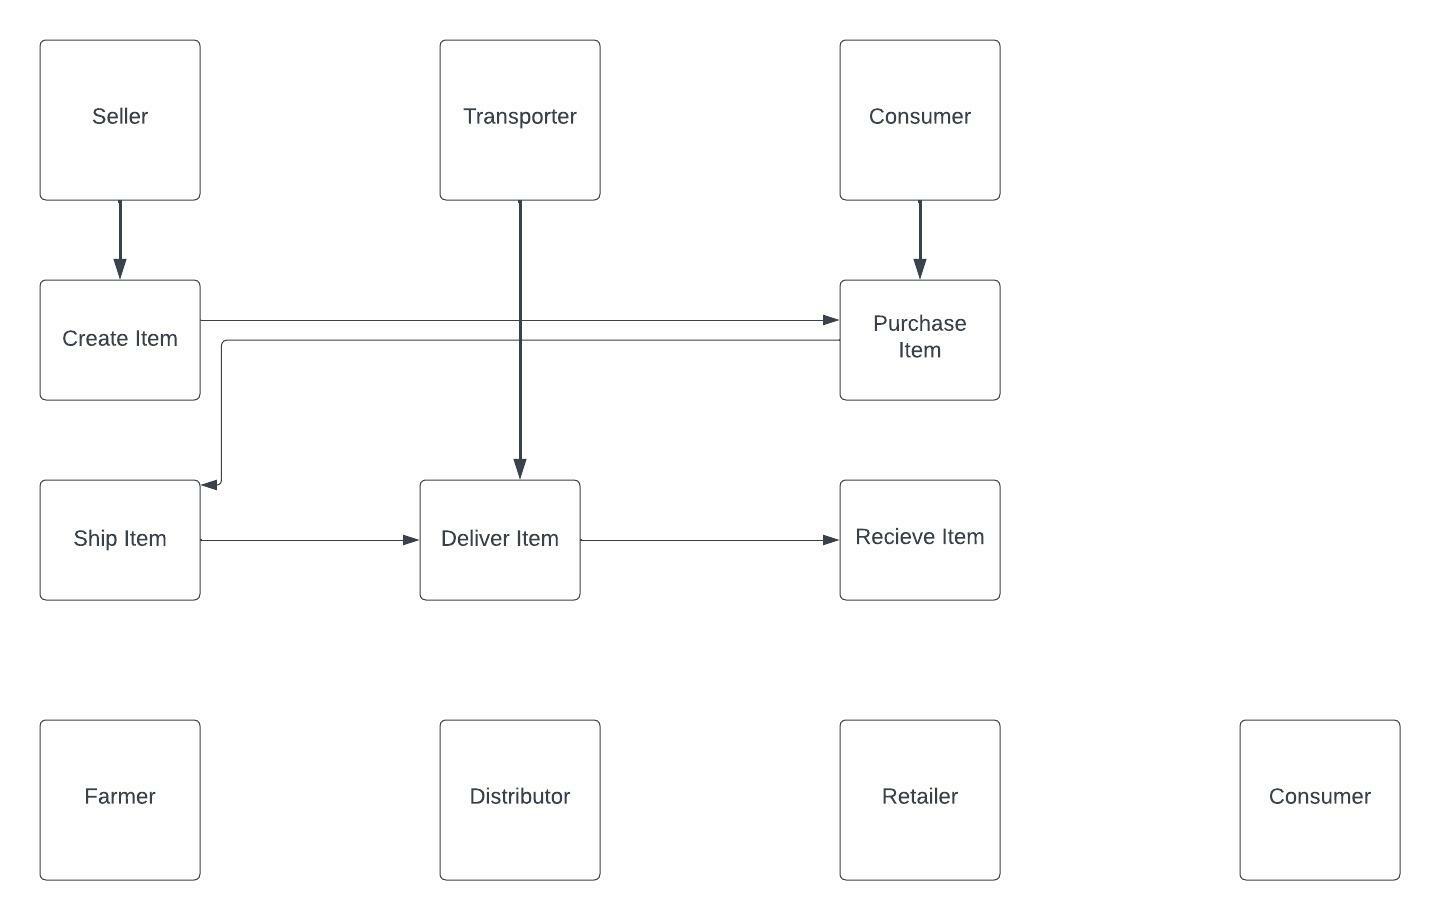 Seller
Transporter
Consumer
Create Item
Purchase
Item
Ship Item
Deliver Item
Recieve Item
Farmer
Distributor
Retailer
Consumer